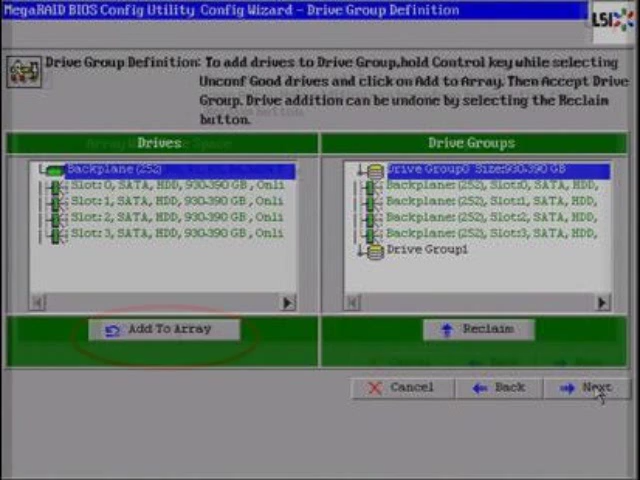 MegaRAID BIOS Config Utility Config Wizard - Drive Group Definition
LSI
Drive Group Definition: To add drives to Drive Group,hold Control key while selecting
Unconf Good drives and click on Add to Array. Then Accept Drive
Group. Drive addition can be undone by selecting the Reclaim
button.
Drives
Drive Groups
Backplane(252)
Slot:0, SATA, HDD, 930.390 GB, Onli
Slot:1, SATA, HDD, 930.390 GB, Onli
Slot:2, SATA, HDD, 930.390 GB, Onli
Slot:3, SATA, HDD, 930.390 GB, Onli
Drive Group0 Size:930.390 GB
Backplane:(252), Slot:0, SATA, HDD,
Backplane:(252), Slot:1, SATA, HDD,
Backplane:(252), Slot:2, SATA, HDD,
Backplane:(252), Slot:3, SATA, HDD,
Drive Group1
Add To Array
Reclaim
Cancel
Back
Next